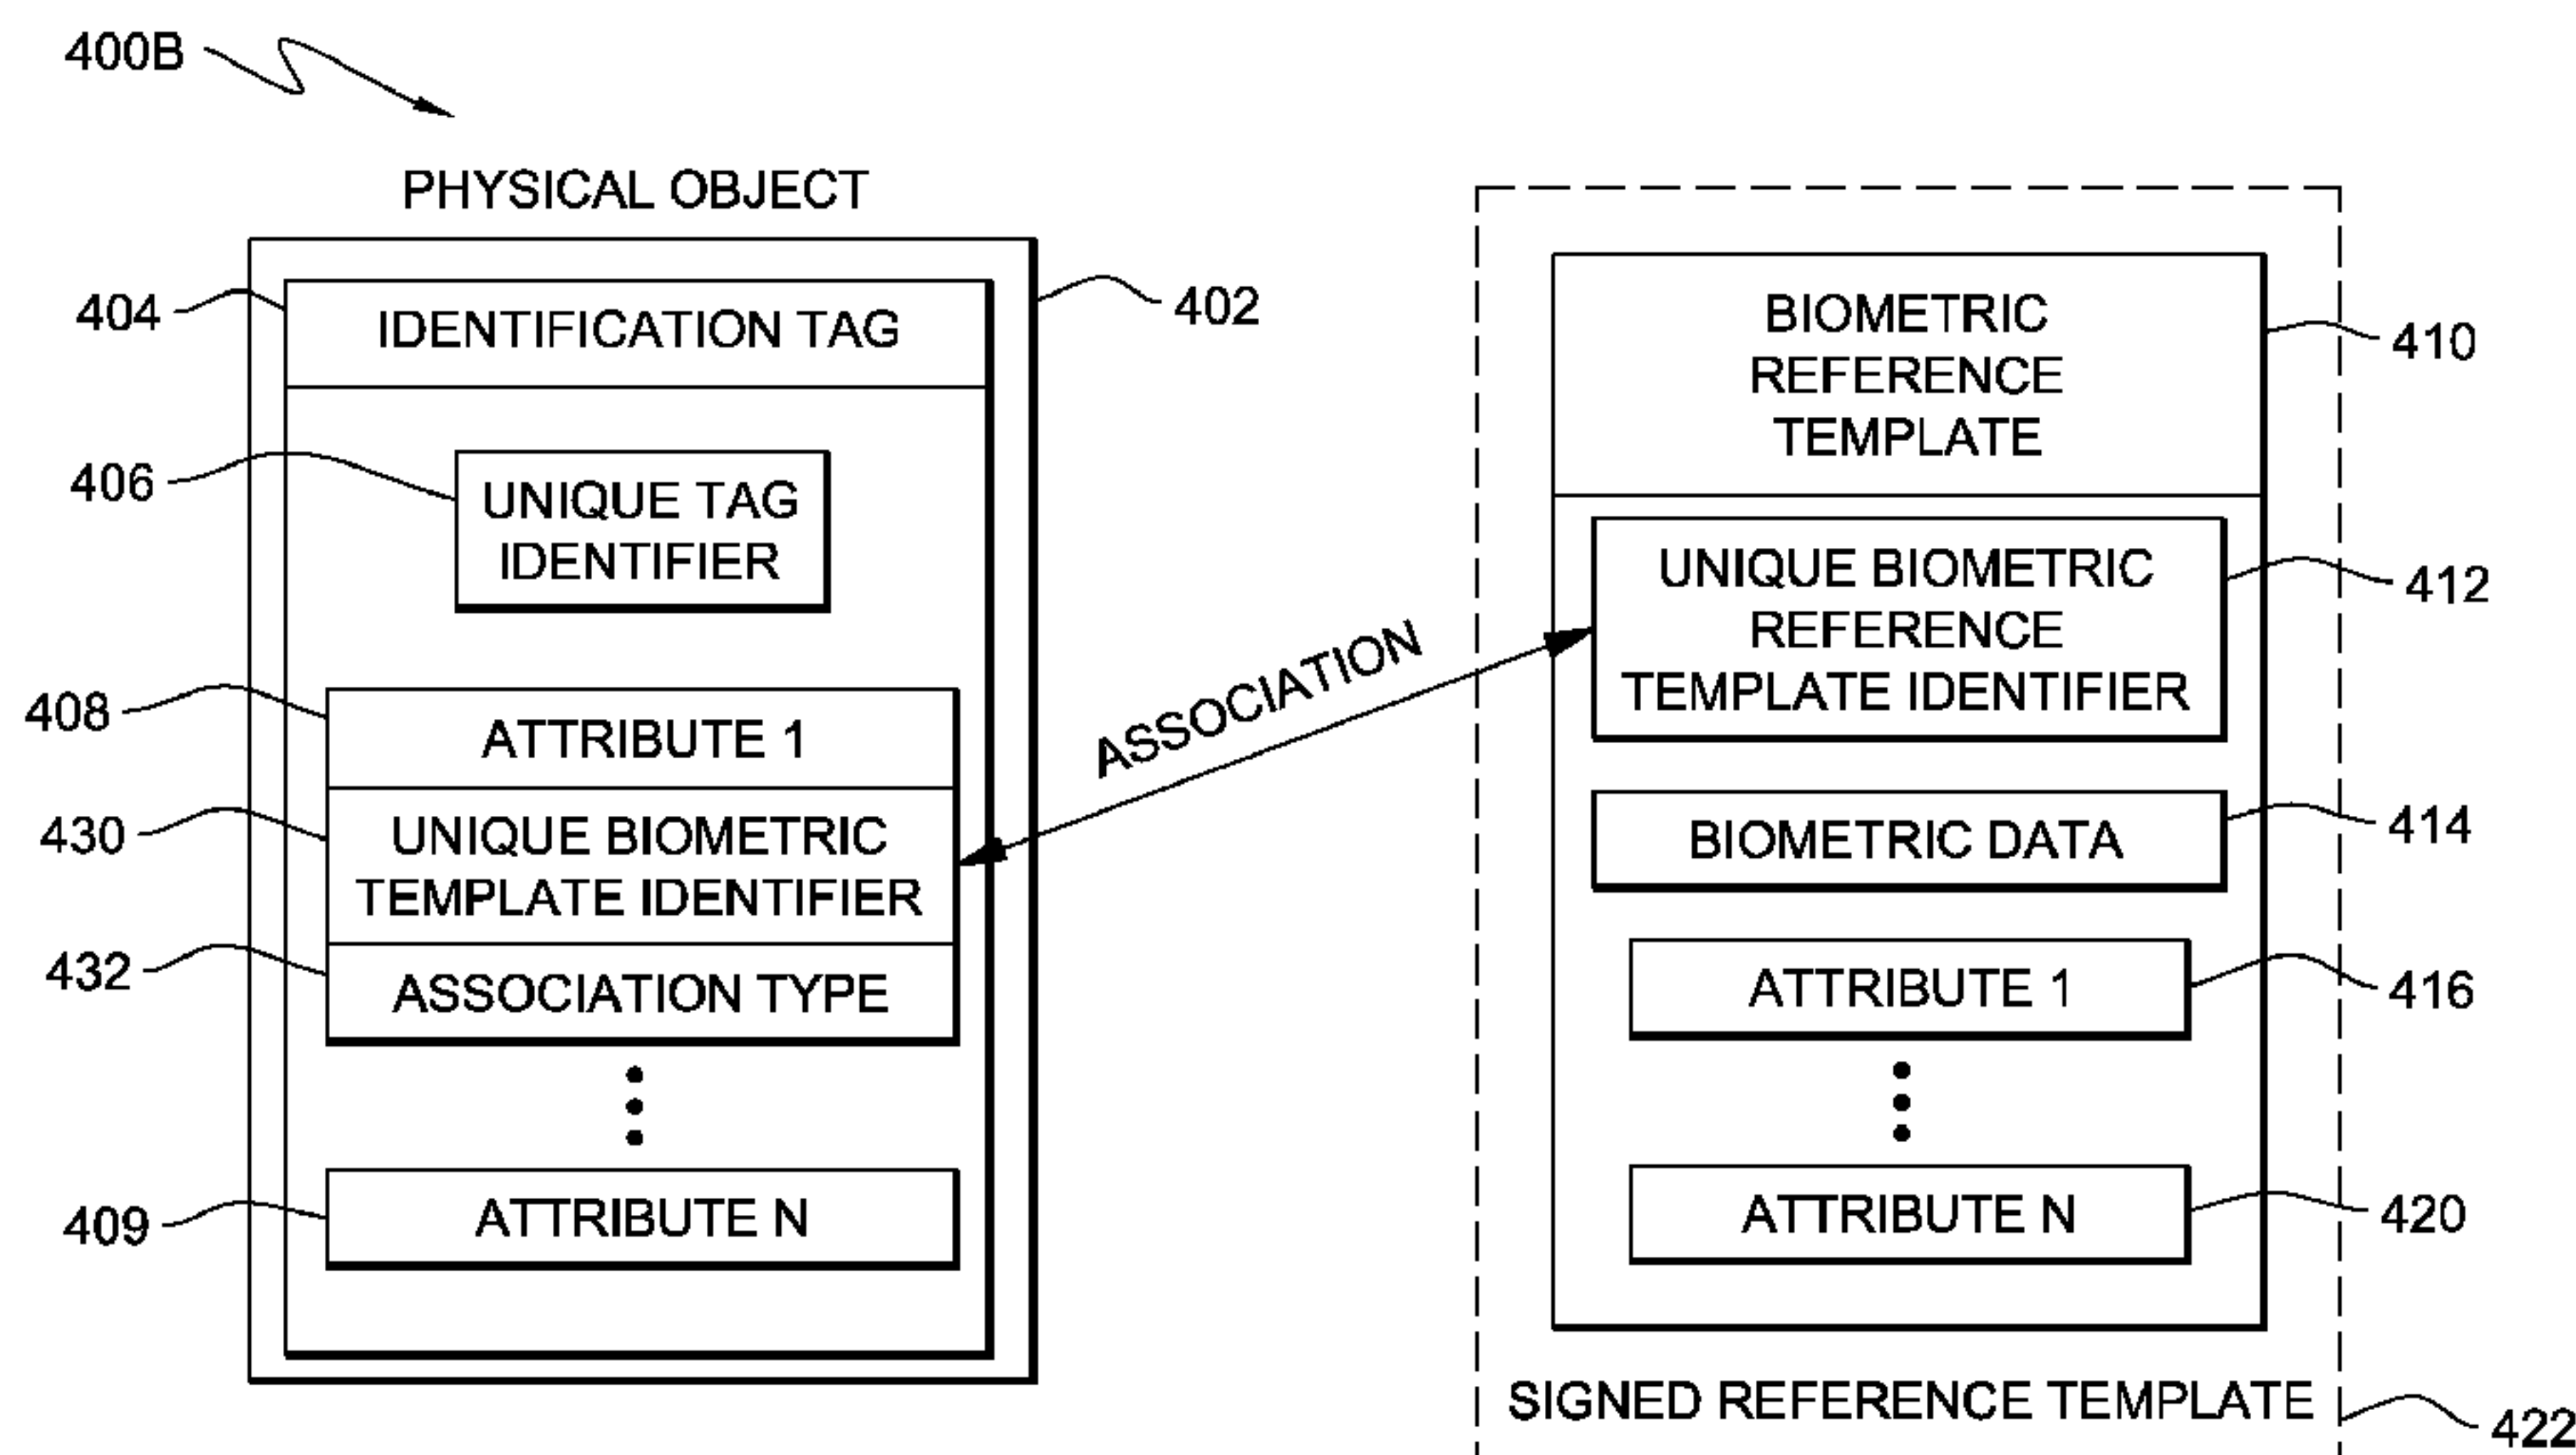 400B
PHYSICAL OBJECT
402
404
IDENTIFICATION TAG
406
UNIQUE TAG
IDENTIFIER
408
ATTRIBUTE 1
430
UNIQUE BIOMETRIC
TEMPLATE IDENTIFIER
432
ASSOCIATION TYPE
409
ATTRIBUTE N
ASSOCIATION
BIOMETRIC
REFERENCE
TEMPLATE
410
UNIQUE BIOMETRIC
REFERENCE
TEMPLATE IDENTIFIER
412
BIOMETRIC DATA
414
ATTRIBUTE 1
416
ATTRIBUTE N
420
SIGNED REFERENCE TEMPLATE
422